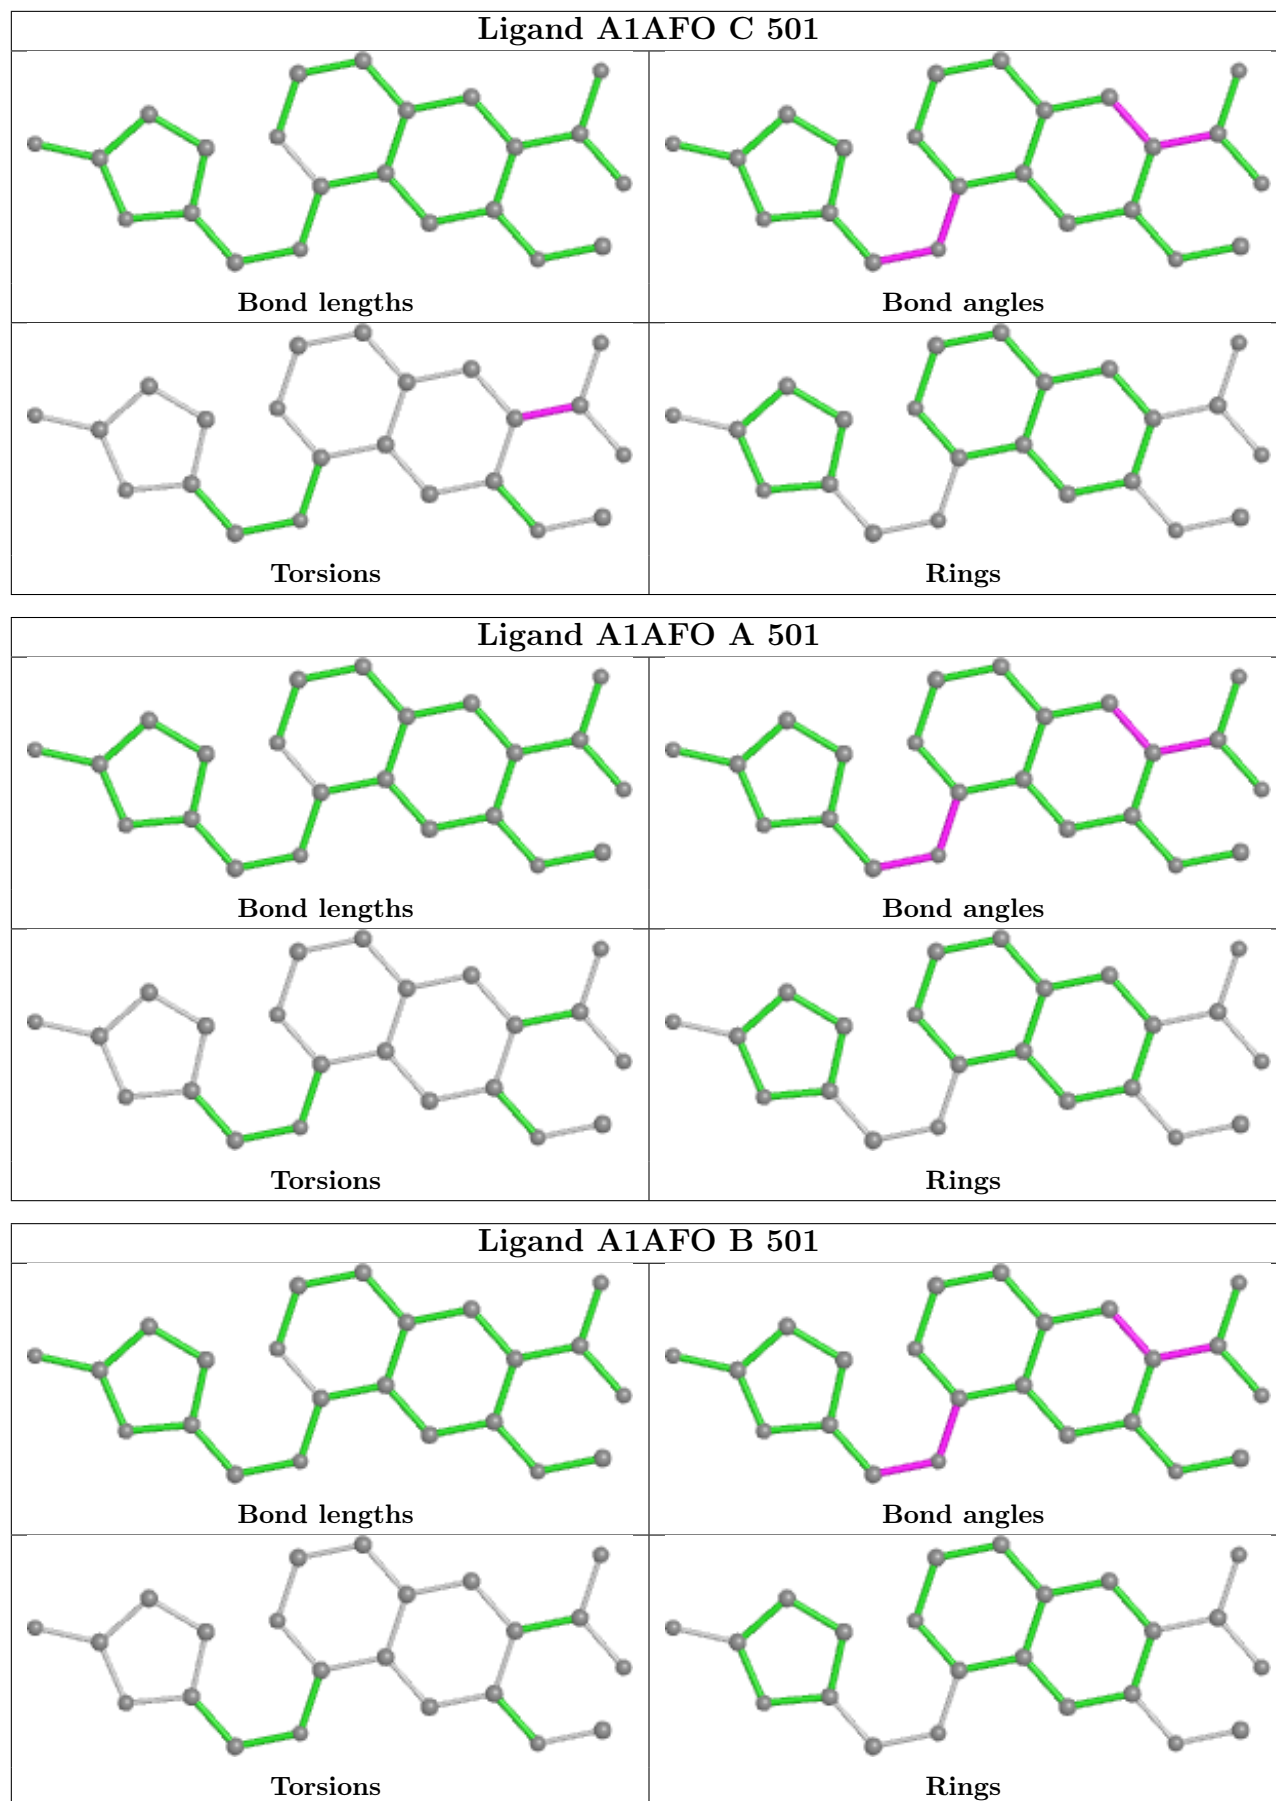 Ligand A1AFO C 501
Bond lengths
Bond angles
Torsions
Rings
Ligand A1AFO A 501
Bond lengths
Bond angles
Torsions
Rings
Ligand A1AFO B 501
Bond lengths
Bond angles
Torsions
Rings